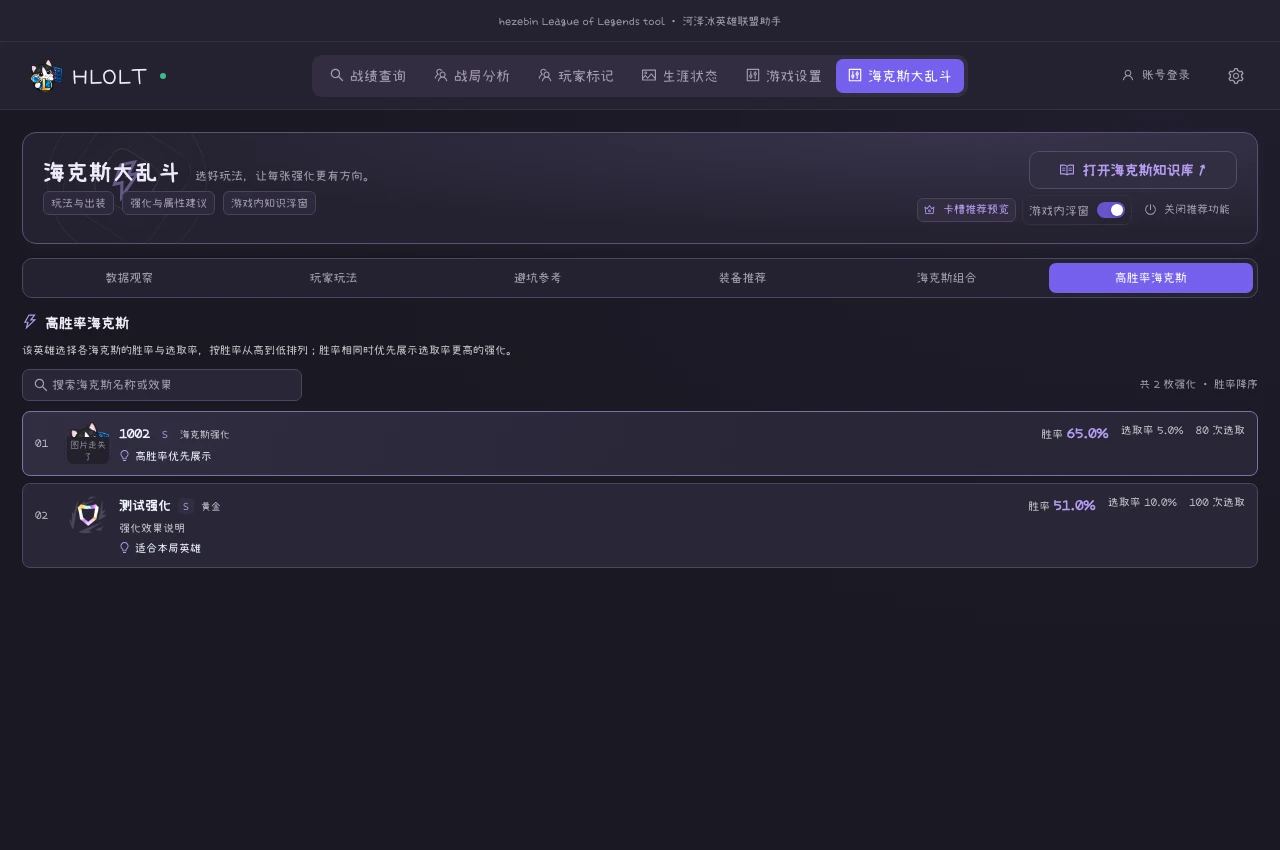 hezebin League of Legends tool · 河泽冰英雄联盟助手
HLOLT
战绩查询
战局分析
玩家标记
生涯状态
游戏设置
海克斯大乱斗
账号登录
海克斯大乱斗
选好玩法，让每张强化更有方向。
打开海克斯知识库 ↗
玩法与出装
强化与属性建议
游戏内知识浮窗
卡槽推荐预览
游戏内浮窗
关闭推荐功能
数据观察
玩家玩法
避坑参考
装备推荐
海克斯组合
高胜率海克斯
高胜率海克斯
该英雄选择各海克斯的胜率与选取率，按胜率从高到低排列；胜率相同时优先展示选取率更高的强化。
搜索海克斯名称或效果
共 2 枚强化 · 胜率降序
01
图片走失了
1002 S 海克斯强化
高胜率优先展示
胜率 65.0% 选取率 5.0% 80 次选取
02
测试强化 S 黄金
强化效果说明
适合本局英雄
胜率 51.0% 选取率 10.0% 100 次选取